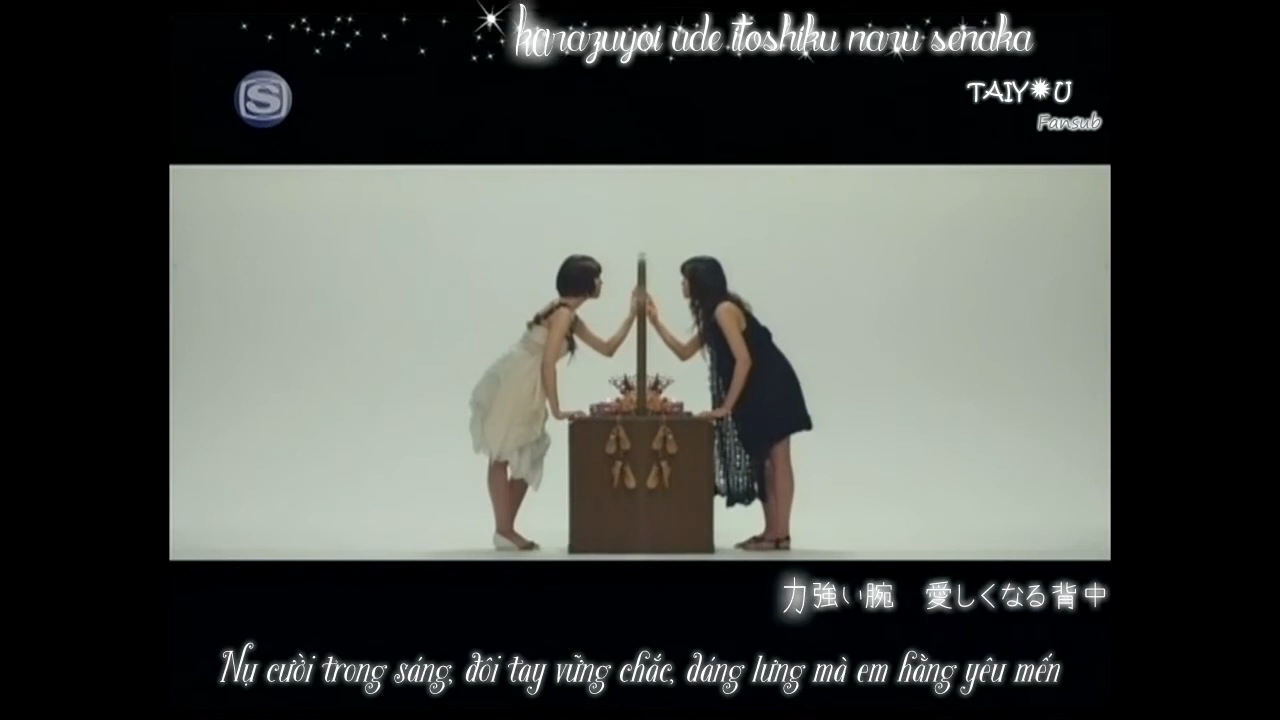 karazuyoi ude itoshiku naru senaka
S
TAIY☀U
Fansub
力強い腕　愛しくなる背中
Nụ cười trong sáng, đôi tay vững chắc, dáng lưng mà em hằng yêu mến